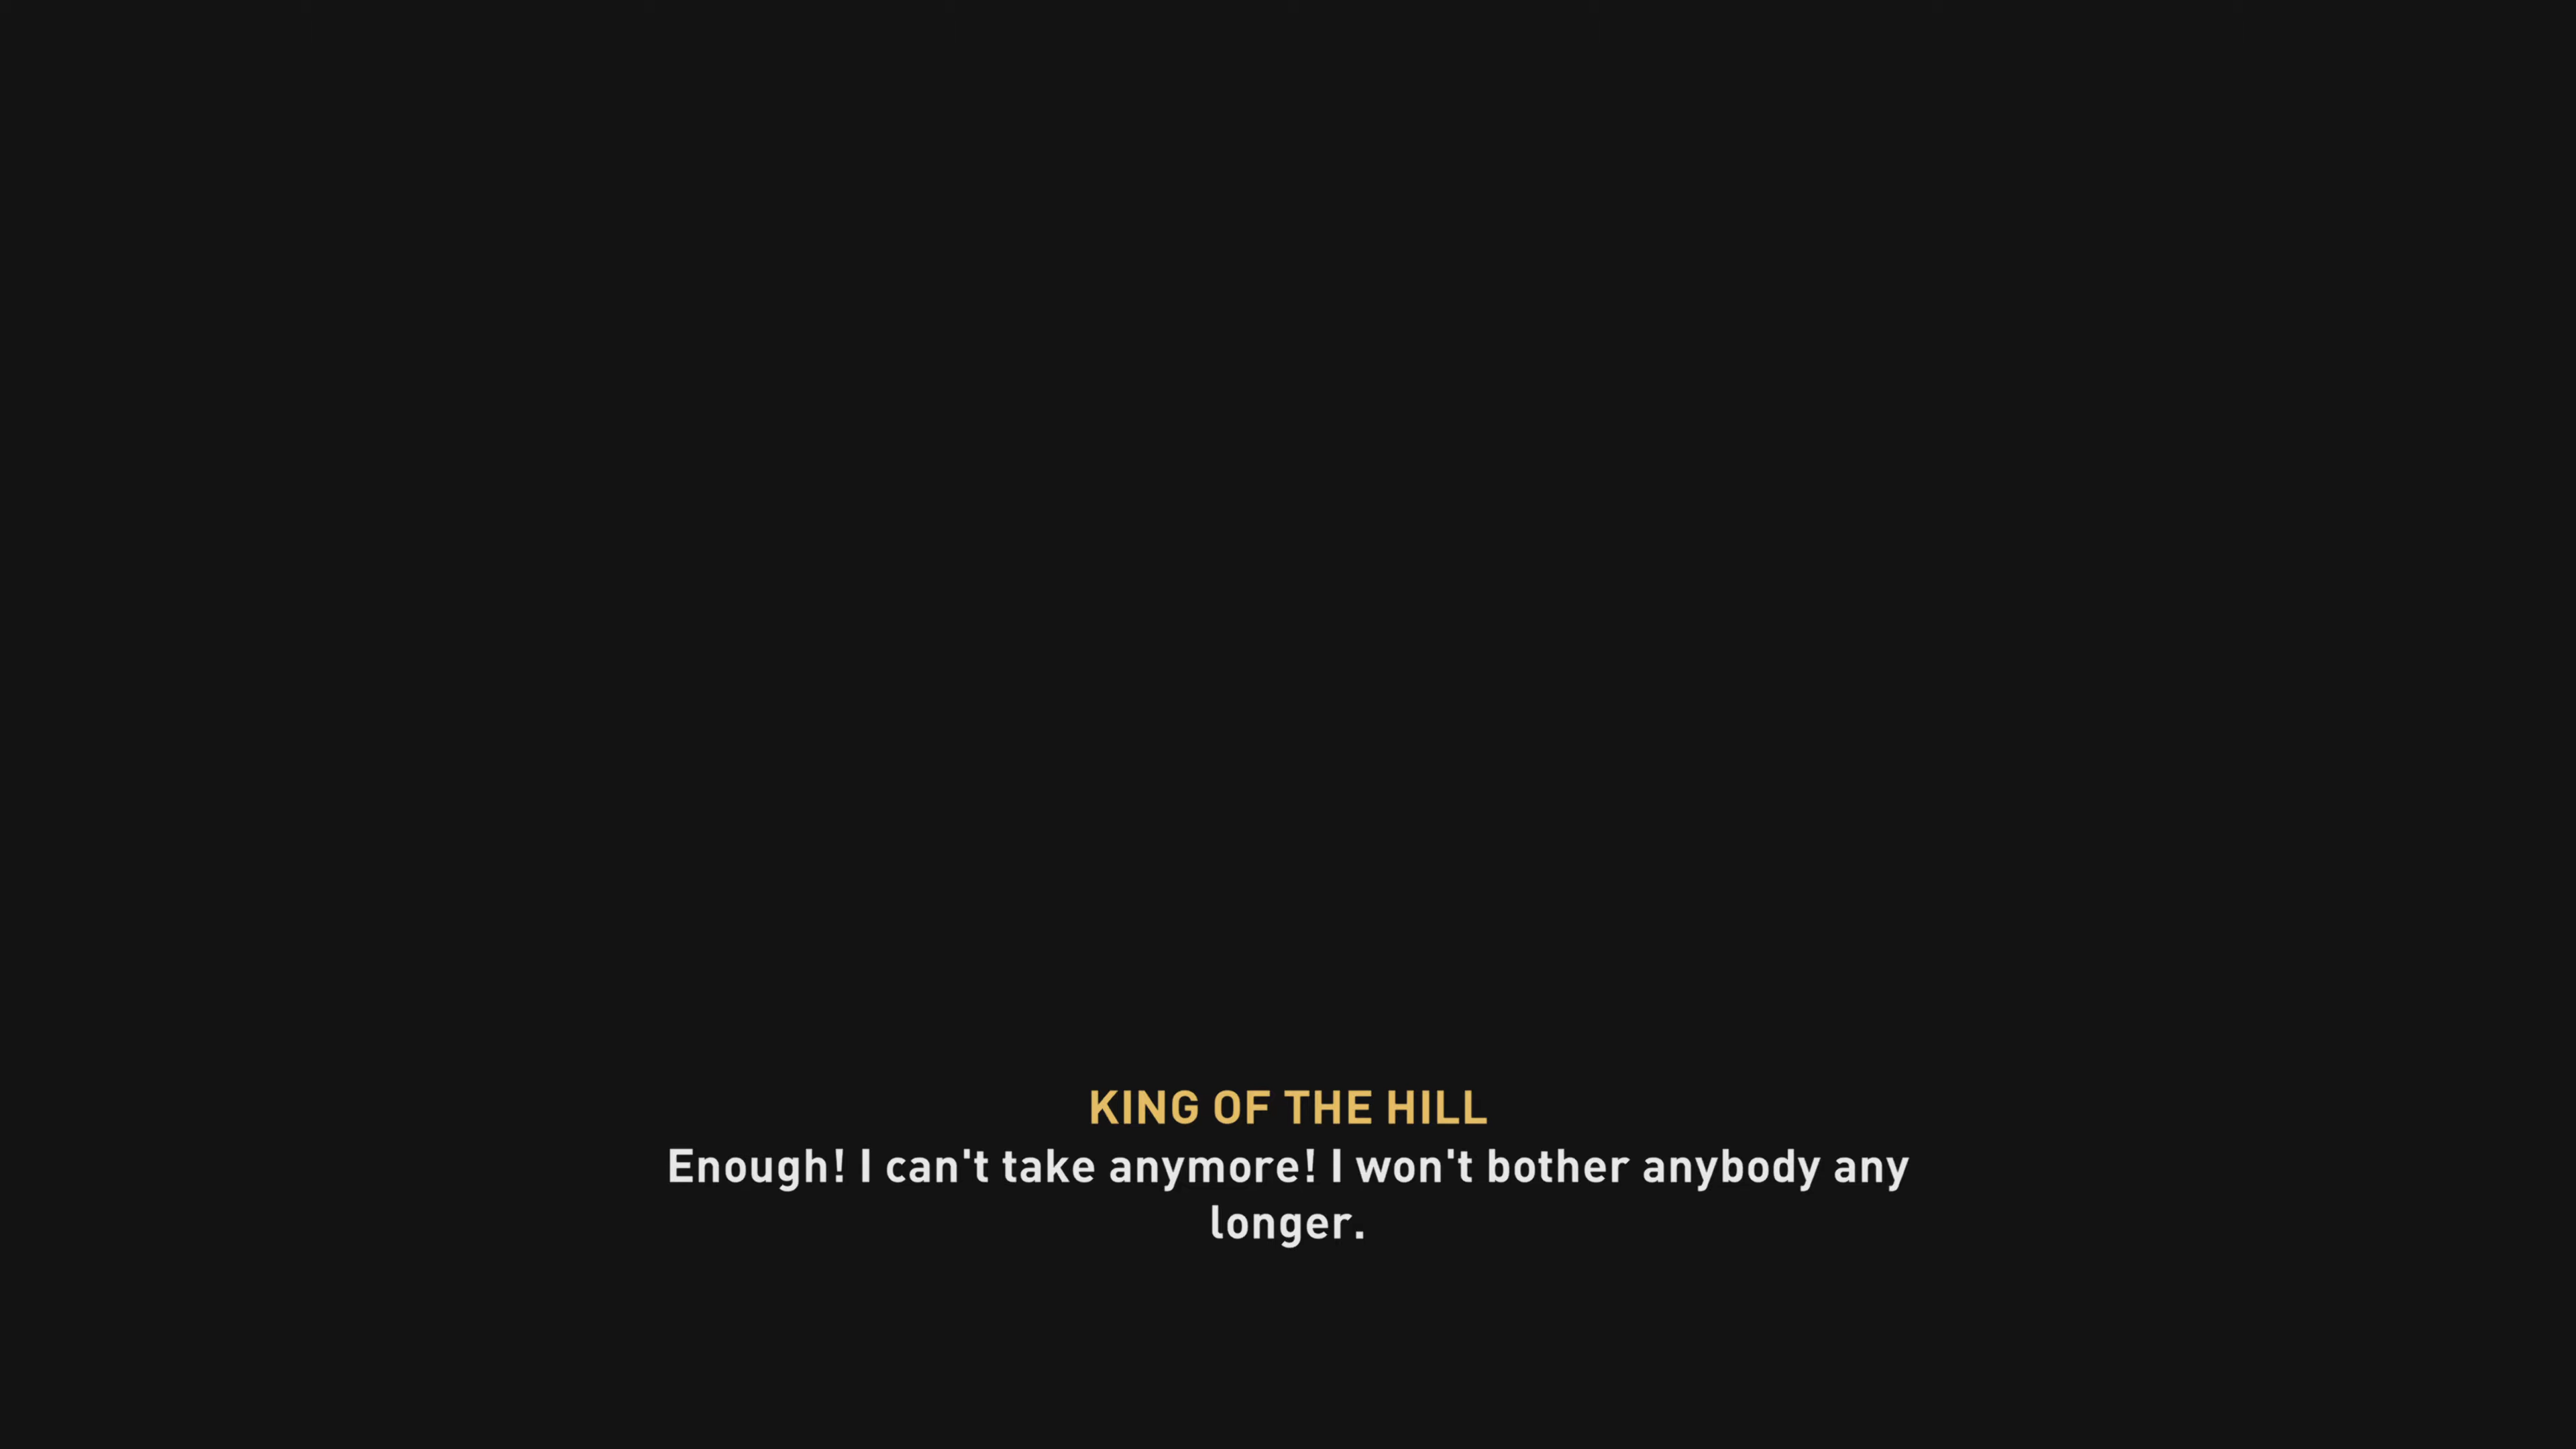 KING OF THE HILL
Enough! I can't take anymore! I won't bother anybody any
longer.